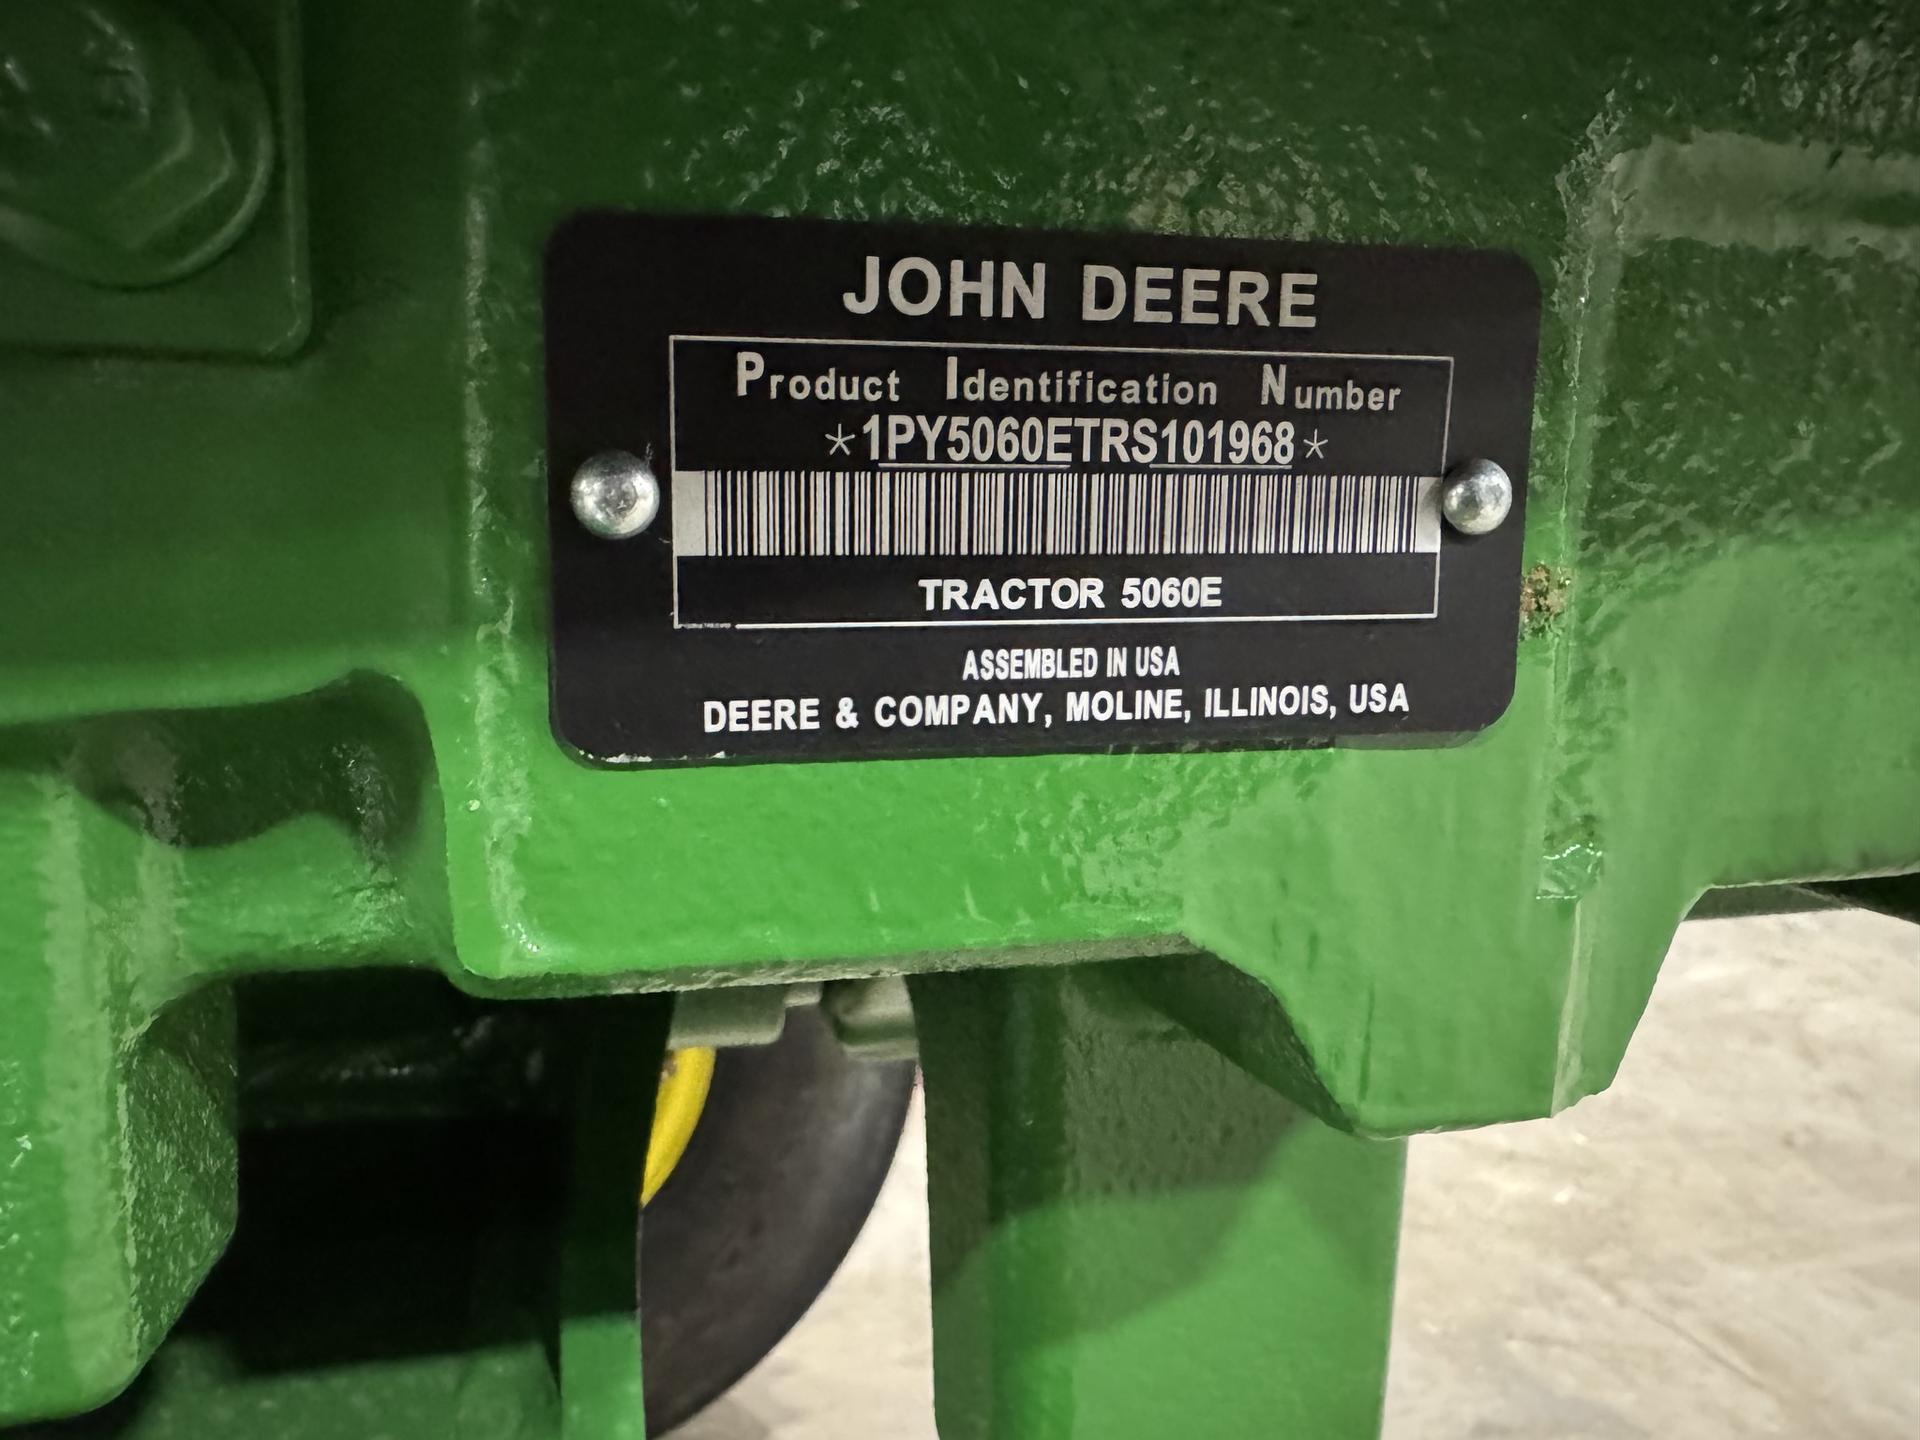 JOHN DEERE
Product Identification Number
*1PY5060ETRS101968*
TRACTOR 5060E
ASSEMBLED IN USA
DEERE & COMPANY, MOLINE, ILLINOIS, USA